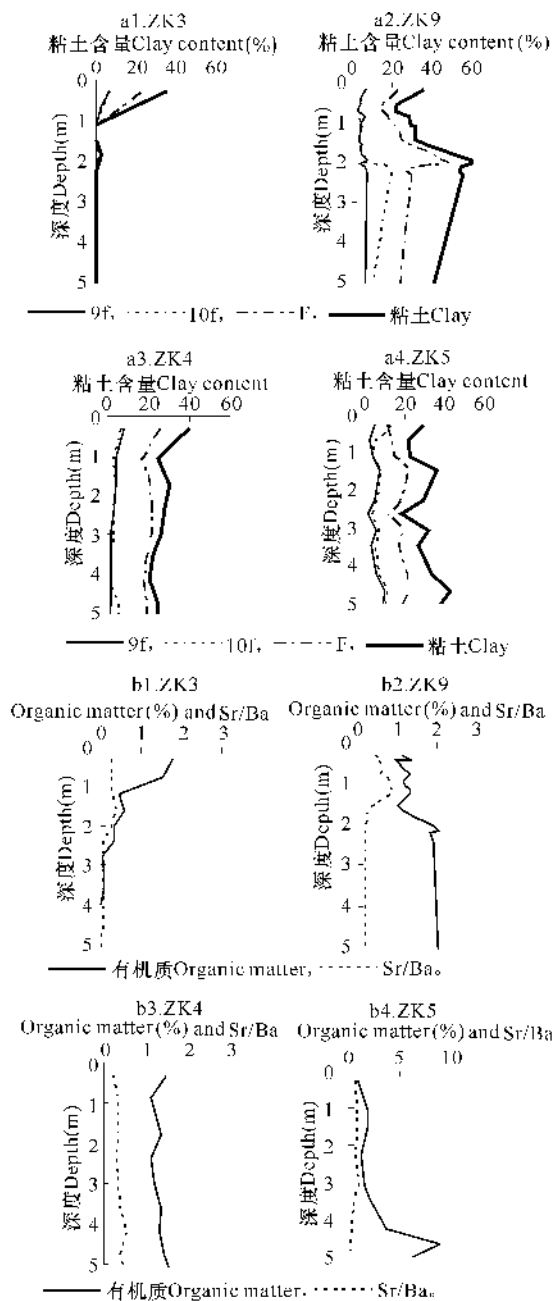 a1.ZK3
粘土含量Clay content(%)
0 20 40 60
0
1
2
3
4
5
深度Depth(m)
a2.ZK9
粘土含量Clay content (%)
0 20 40 60
0
1
2
3
4
5
深度Depth(m)
9f, 10f, F, 粘土Clay
a3.ZK4
粘土含量Clay content
0 20 40 60
0
1
2
3
4
5
深度Depth(m)
a4.ZK5
粘土含量Clay content
0 20 40 60
0
1
2
3
4
5
深度Depth(m)
9f, 10f, F, 粘土Clay
b1.ZK3
Organic matter(%) and Sr/Ba
0 1 2 3
0
1
2
3
4
5
深度Depth(m)
b2.ZK9
Organic matter(%) and Sr/Ba
0 1 2 3
0
1
2
3
4
5
深度Depth(m)
有机质Organic matter, Sr/Ba。
b3.ZK4
Organic matter(%) and Sr/Ba
0 1 2 3
0
1
2
3
4
5
深度Depth(m)
b4.ZK5
Organic matter(%) and Sr/Ba
0 5 10
0
1
2
3
4
5
深度Depth(m)
有机质Organic matter, Sr/Ba。